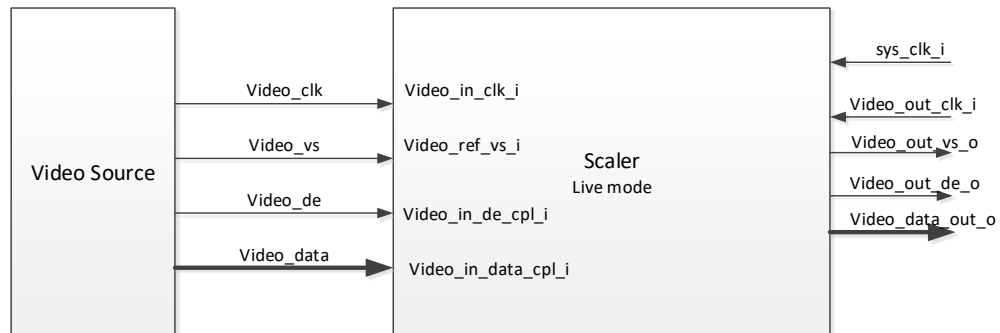 sys_clk_i
Video_clk
Video_in_clk_i
Video_out_clk_i
Video_vs
Video_ref_vs_i
Video_out_vs_o
Video Source
Scaler
Live mode
Video_de
Video_in_de_cpl_i
Video_out_de_o
Video_data_out_o
Video_data
Video_in_data_cpl_i